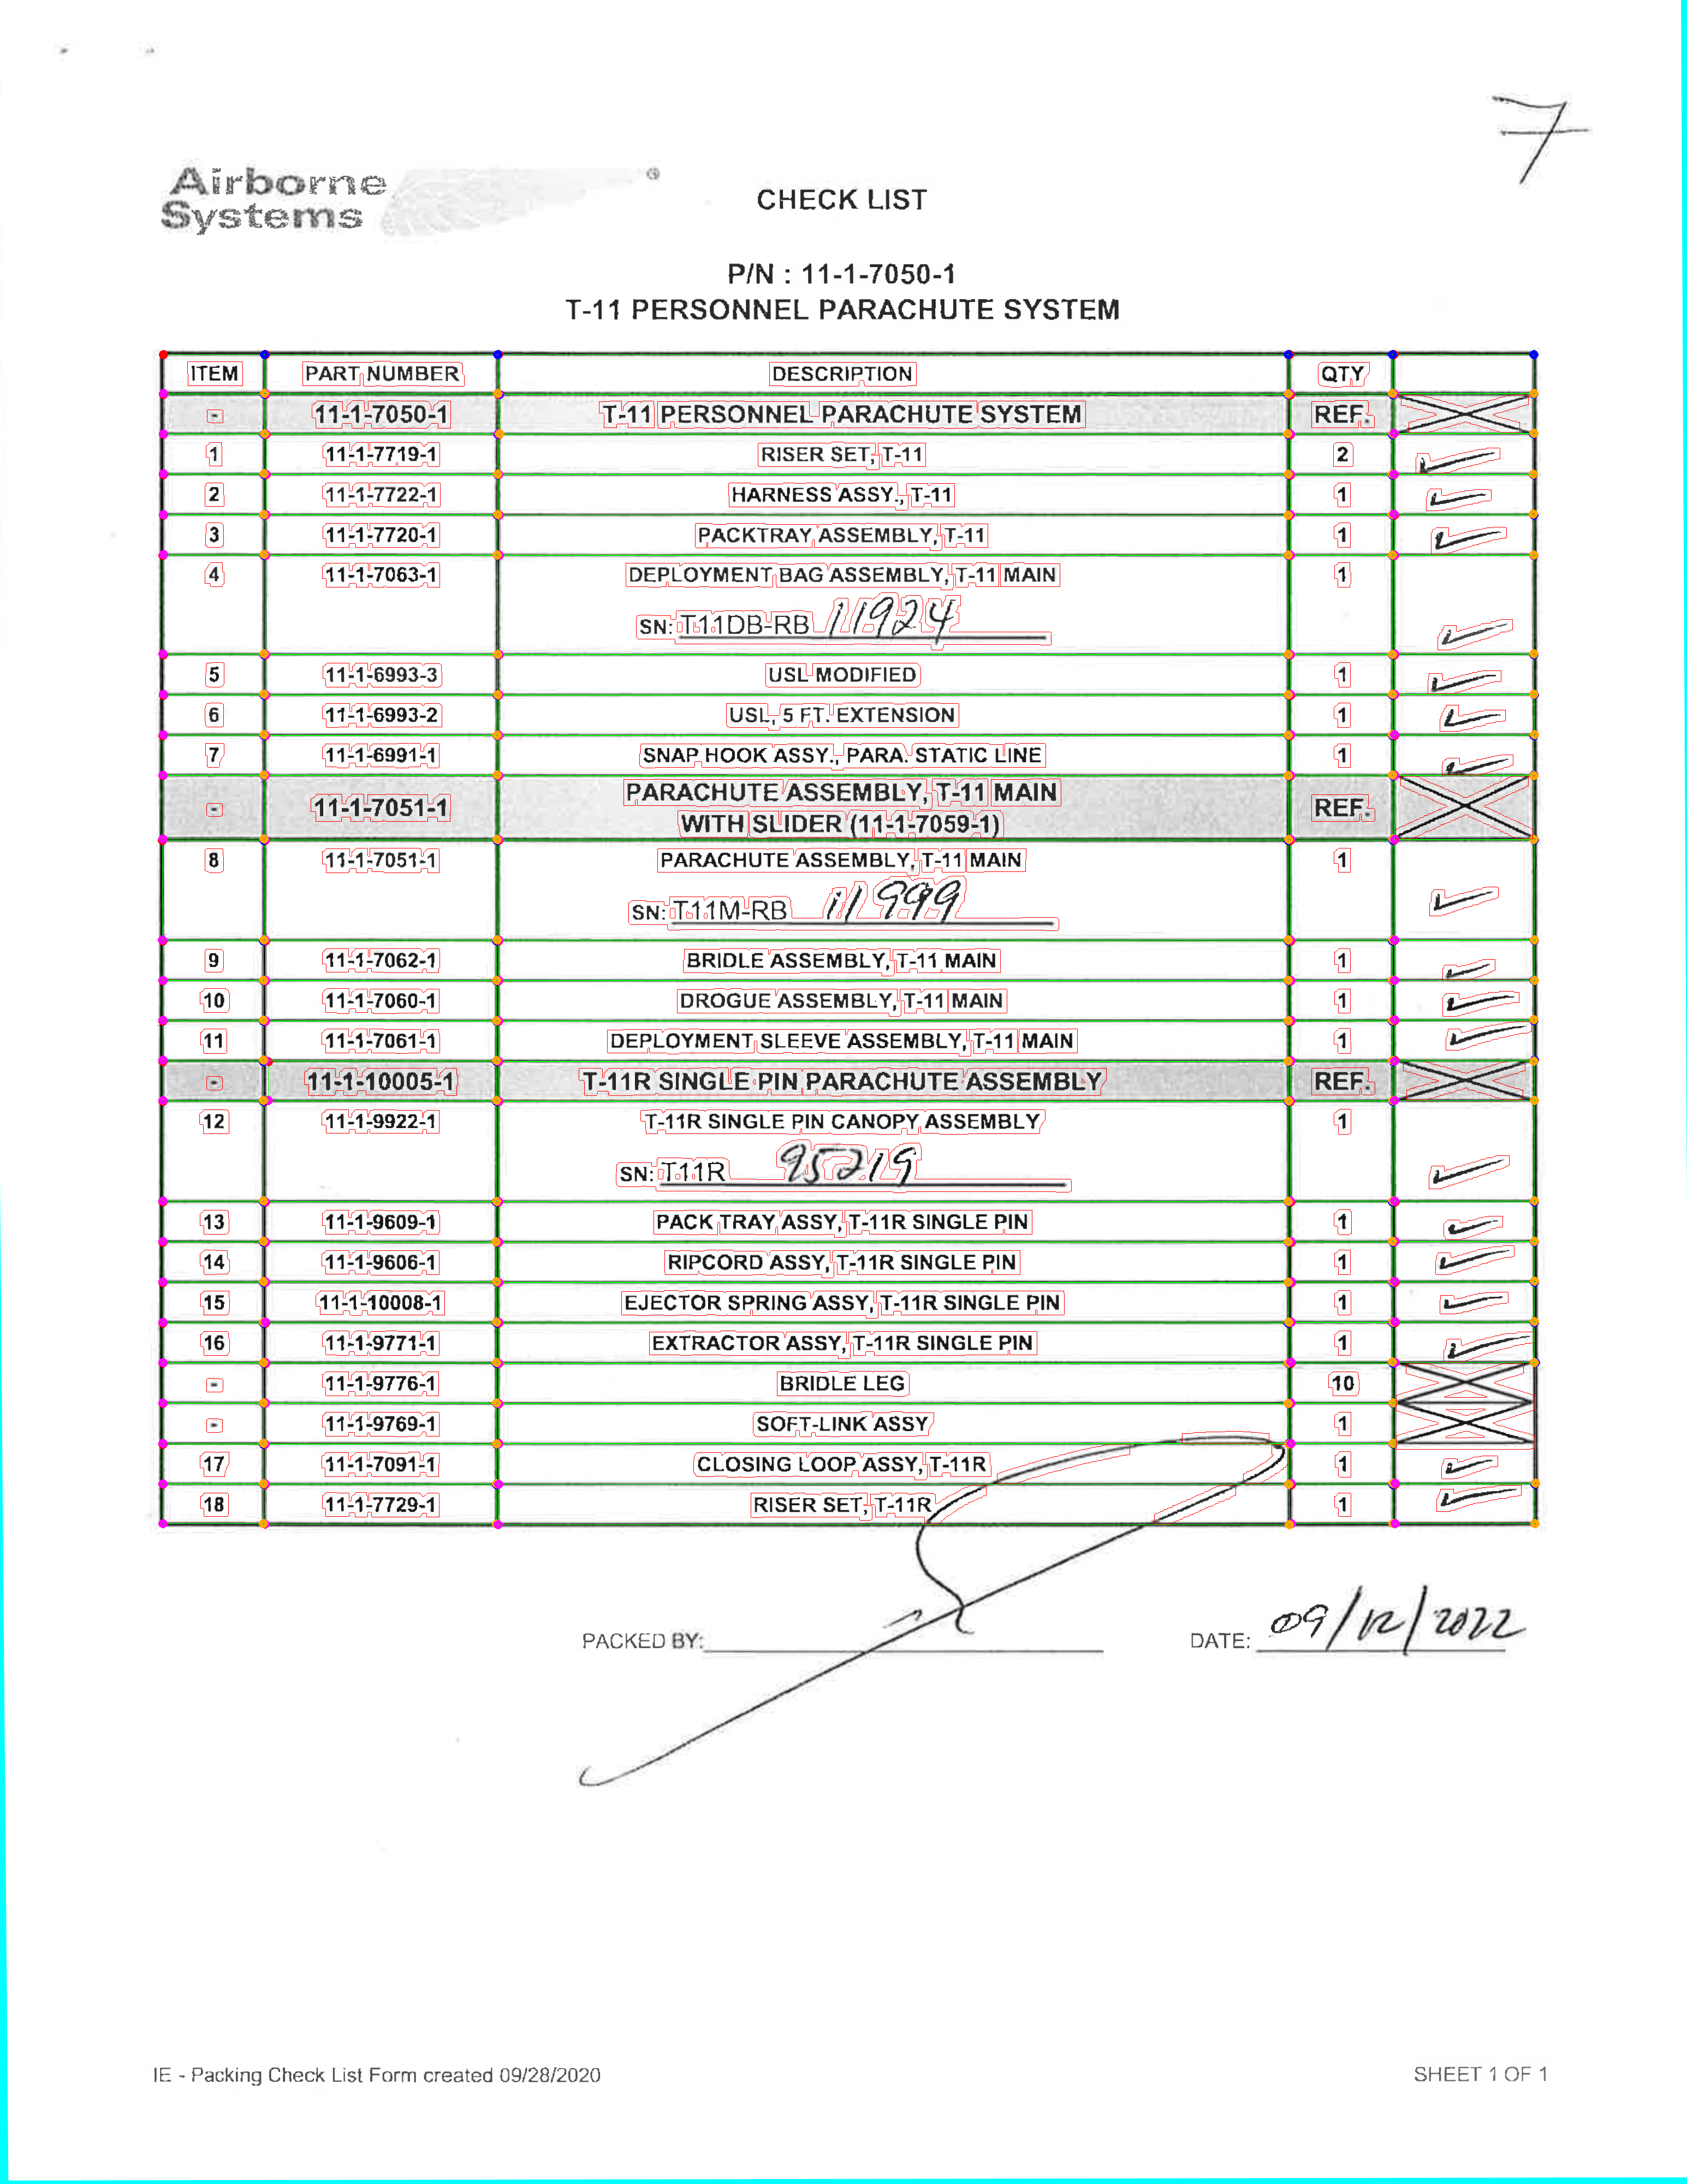 7
Airborne
Systems
CHECK LIST
P/N : 11-1-7050-1
T-11 PERSONNEL PARACHUTE SYSTEM
ITEM PART NUMBER DESCRIPTION QTY
- 11-1-7050-1 T-11 PERSONNEL PARACHUTE SYSTEM REF.
1 11-1-7719-1 RISER SET, T-11 2
2 11-1-7722-1 HARNESS ASSY., T-11 1
3 11-1-7720-1 PACKTRAY ASSEMBLY, T-11 1
4 11-1-7063-1 DEPLOYMENT BAG ASSEMBLY, T-11 MAIN 1
SN: T11DB-RB 11924
5 11-1-6993-3 USL MODIFIED 1
6 11-1-6993-2 USL, 5 FT. EXTENSION 1
7 11-1-6991-1 SNAP HOOK ASSY., PARA. STATIC LINE 1
- 11-1-7051-1 PARACHUTE ASSEMBLY, T-11 MAIN REF.
WITH SLIDER (11-1-7059-1)
8 11-1-7051-1 PARACHUTE ASSEMBLY, T-11 MAIN 1
SN: T11M-RB 11999
9 11-1-7062-1 BRIDLE ASSEMBLY, T-11 MAIN 1
10 11-1-7060-1 DROGUE ASSEMBLY, T-11 MAIN 1
11 11-1-7061-1 DEPLOYMENT SLEEVE ASSEMBLY, T-11 MAIN 1
- 11-1-10005-1 T-11R SINGLE PIN PARACHUTE ASSEMBLY REF.
12 11-1-9922-1 T-11R SINGLE PIN CANOPY ASSEMBLY 1
SN: T11R 95219
13 11-1-9609-1 PACK TRAY ASSY, T-11R SINGLE PIN 1
14 11-1-9606-1 RIPCORD ASSY, T-11R SINGLE PIN 1
15 11-1-10008-1 EJECTOR SPRING ASSY, T-11R SINGLE PIN 1
16 11-1-9771-1 EXTRACTOR ASSY, T-11R SINGLE PIN 1
- 11-1-9776-1 BRIDLE LEG 10
- 11-1-9769-1 SOFT-LINK ASSY 1
17 11-1-7091-1 CLOSING LOOP ASSY, T-11R 1
18 11-1-7729-1 RISER SET, T-11R 1
PACKED BY: DATE: 09/12/2022
IE - Packing Check List Form created 09/28/2020 SHEET 1 OF 1